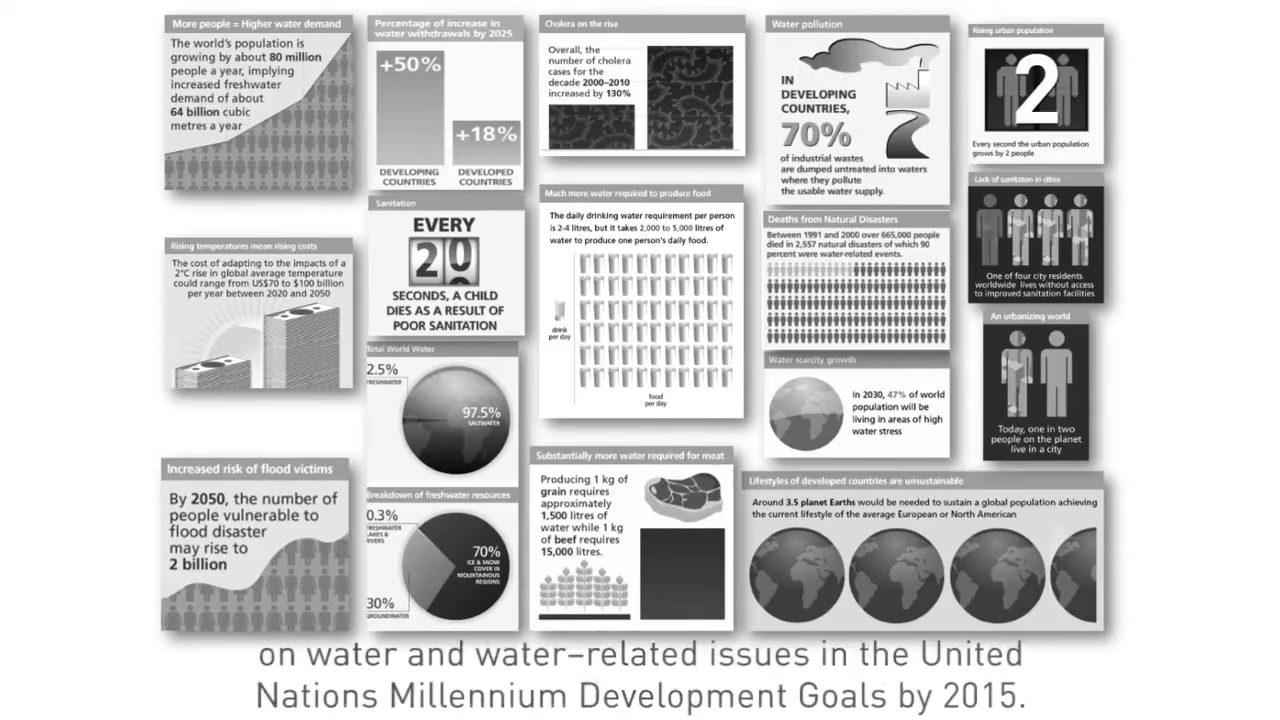 More people = Higher water demand
The world's population is
growing by about 80 million
people a year, implying
increased freshwater
demand of about
64 billion cubic
metres a year
Rising temperatures mean rising costs
The cost of adapting to the impacts of a
2°C rise in global average temperature
could range from US$70 to $100 billion
per year between 2020 and 2050
Increased risk of flood victims
By 2050, the number of
people vulnerable to
flood disaster
may rise to
2 billion
Percentage of increase in
water withdrawals by 2025
+50%
+18%
DEVELOPING
COUNTRIES
DEVELOPED
COUNTRIES
Sanitation
EVERY
20
SECONDS, A CHILD
DIES AS A RESULT OF
POOR SANITATION
Total World Water
2.5%
FRESHWATER
97.5%
SALTWATER
Breakdown of freshwater resources
0.3%
FRESHWATER
LAKES &
RIVERS
70%
ICE & SNOW
COVER IN
MOUNTAINOUS
REGIONS
30%
GROUNDWATER
Cholera on the rise
Overall, the
number of cholera
cases for the
decade 2000–2010
increased by 130%
Much more water required to produce food
The daily drinking water requirement per person
is 2-4 litres, but it takes 2,000 to 5,000 litres of
water to produce one person's daily food.
drink
per day
food
per day
Substantially more water required for meat
Producing 1 kg of
grain requires
approximately
1,500 litres of
water while 1 kg
of beef requires
15,000 litres.
Water pollution
IN
DEVELOPING
COUNTRIES,
70%
of industrial wastes
are dumped untreated into waters
where they pollute
the usable water supply.
Deaths from Natural Disasters
Between 1991 and 2000 over 665,000 people
died in 2,557 natural disasters of which 90
percent were water-related events.
Water scarcity growth
In 2030, 47% of world
population will be
living in areas of high
water stress
Rising urban population
2
Every second the urban population
grows by 2 people
Lack of sanitaton in cities
One of four city residents
worldwide lives without access
to improved sanitation facilities
An urbanizing world
Today, one in two
people on the planet
live in a city
Lifestyles of developed countries are unsustainable
Around 3.5 planet Earths would be needed to sustain a global population achieving
the current lifestyle of the average European or North American
on water and water–related issues in the United
Nations Millennium Development Goals by 2015.